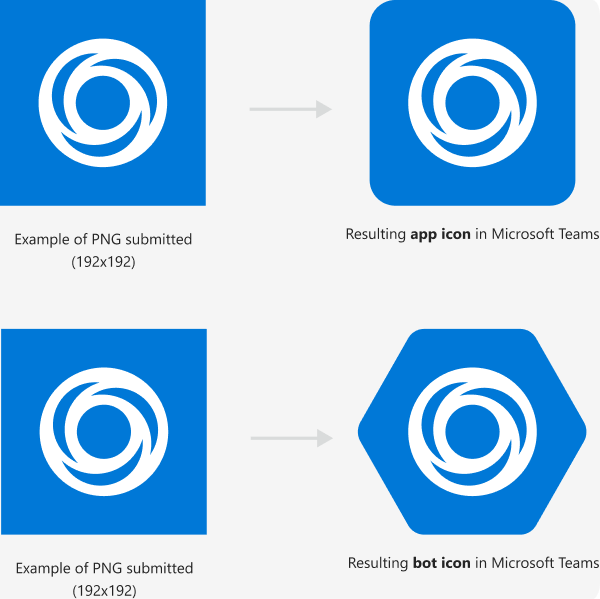 Example of PNG submitted
(192x192)
Resulting app icon in Microsoft Teams
Example of PNG submitted
(192x192)
Resulting bot icon in Microsoft Teams